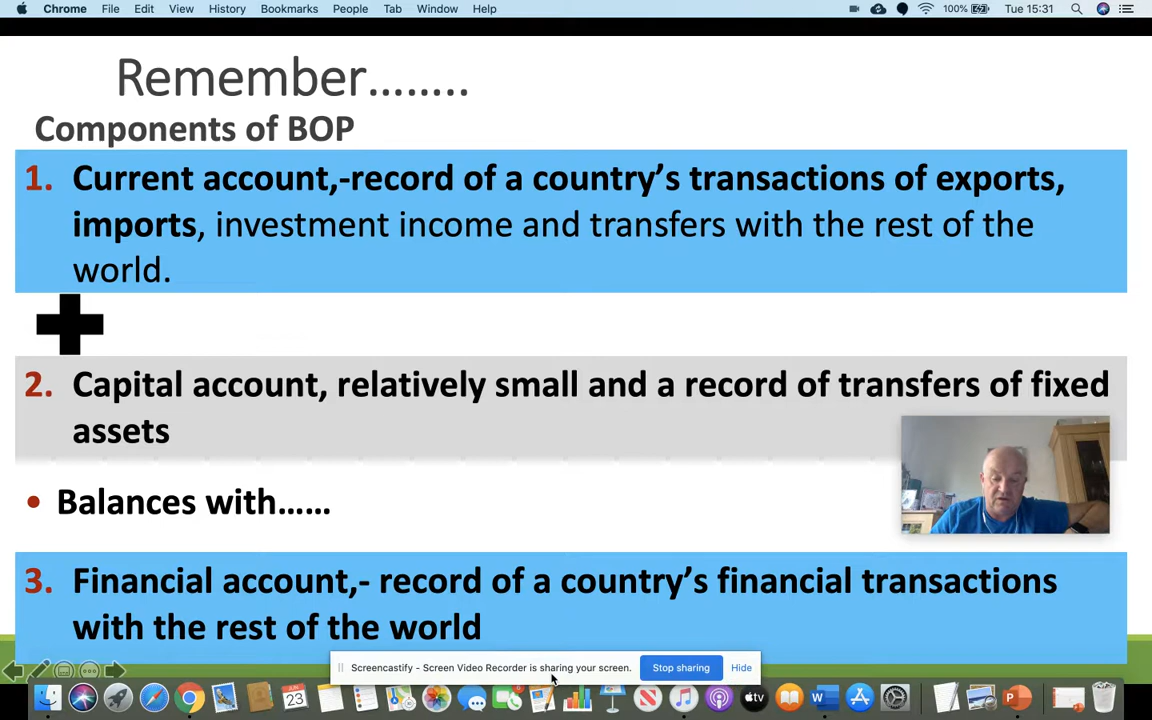 Chrome File Edit View History Bookmarks People Tab Window Help 100% Tue 15:31
Remember........
Components of BOP
1. Current account,-record of a country's transactions of exports,
imports, investment income and transfers with the rest of the
world.
2. Capital account, relatively small and a record of transfers of fixed
assets
• Balances with......
3. Financial account,- record of a country's financial transactions
with the rest of the world
Screencastify - Screen Video Recorder is sharing your screen. Stop sharing Hide
JUN
23
tv